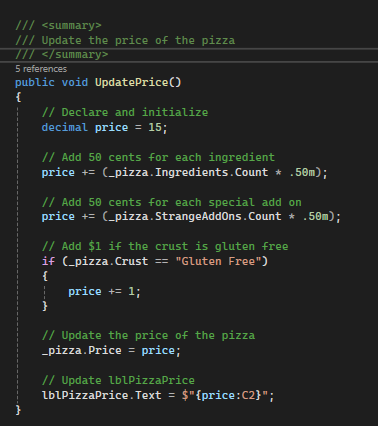 /// <summary>
/// Update the price of the pizza
/// </summary>
5 references
public void UpdatePrice()
{
// Declare and initialize
decimal price = 15;
// Add 50 cents for each ingredient
price += (_pizza.Ingredients.Count * .50m);
// Add 50 cents for each special add on
price += (_pizza.StrangeAddOns.Count * .50m);
// Add $1 if the crust is gluten free
if (_pizza.Crust == "Gluten Free")
{
price += 1;
}
// Update the price of the pizza
_pizza.Price = price;
// Update lblPizzaPrice
lblPizzaPrice.Text = $"{price:C2}";
}